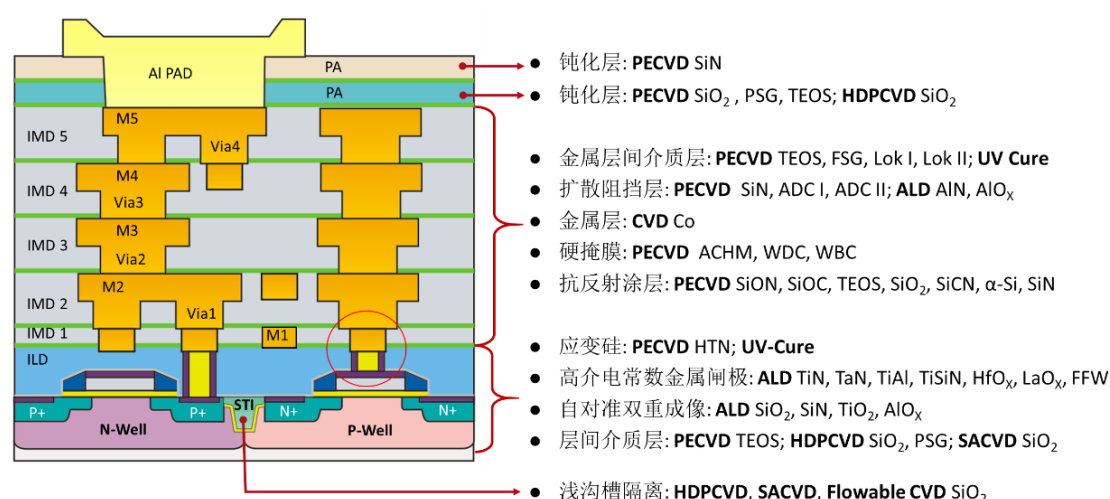 Al PAD
PA
PA
M5
IMD 5
Via4
M4
IMD 4
Via3
M3
IMD 3
Via2
M2
IMD 2
Via1
IMD 1
M1
ILD
P+
P+
STI
N+
N+
N-Well
P-Well
● 钝化层: PECVD SiN
● 钝化层: PECVD SiO₂ , PSG, TEOS; HDPCVD SiO₂
● 金属层间介质层: PECVD TEOS, FSG, Lok I, Lok II; UV Cure
● 扩散阻挡层: PECVD SiN, ADC I, ADC II; ALD AlN, AlOₓ
● 金属层: CVD Co
● 硬掩膜: PECVD ACHM, WDC, WBC
● 抗反射涂层: PECVD SiON, SiOC, TEOS, SiO₂, SiCN, α-Si, SiN
● 应变硅: PECVD HTN; UV-Cure
● 高介电常数金属闸极: ALD TiN, TaN, TiAl, TiSiN, HfOₓ, LaOₓ, FFW
● 自对准双重成像: ALD SiO₂, SiN, TiO₂, AlOₓ
● 层间介质层: PECVD TEOS; HDPCVD SiO₂, PSG; SACVD SiO₂
● 浅沟槽隔离: HDPCVD, SACVD, Flowable CVD SiO₂